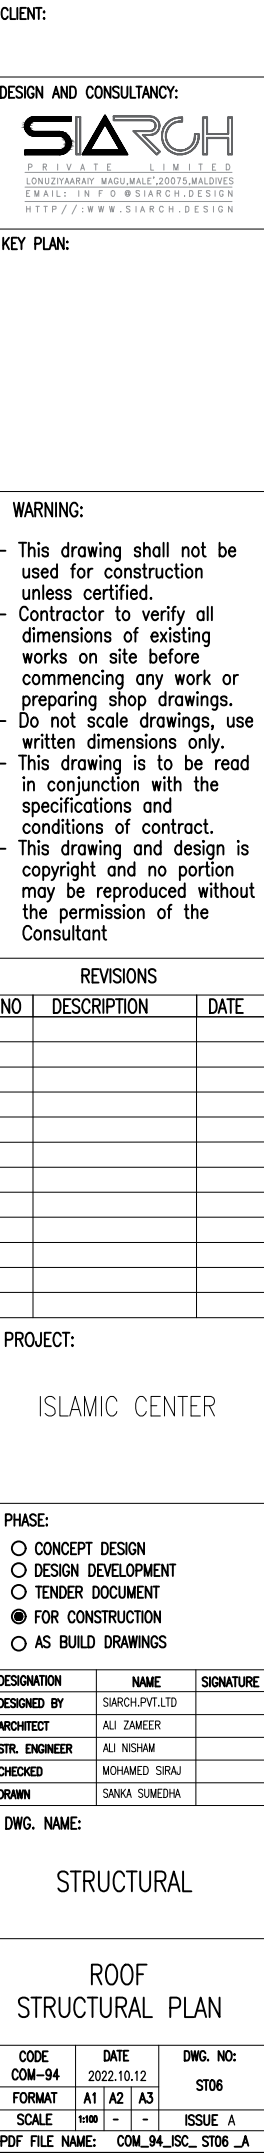 CLIENT:
DESIGN AND CONSULTANCY:
SIARCH
PRIVATE LIMITED
LONUZIYAARAIY MAGU,MALE',20075,MALDIVES
EMAIL: INFO@SIARCH.DESIGN
HTTP//:WWW.SIARCH.DESIGN
KEY PLAN:
WARNING:
- This drawing shall not be
used for construction
unless certified.
- Contractor to verify all
dimensions of existing
works on site before
commencing any work or
preparing shop drawings.
- Do not scale drawings, use
written dimensions only.
- This drawing is to be read
in conjunction with the
specifications and
conditions of contract.
- This drawing and design is
copyright and no portion
may be reproduced without
the permission of the
Consultant
REVISIONS
NO DESCRIPTION DATE
PROJECT:
ISLAMIC CENTER
PHASE:
CONCEPT DESIGN
DESIGN DEVELOPMENT
TENDER DOCUMENT
FOR CONSTRUCTION
AS BUILD DRAWINGS
DESIGNATION NAME SIGNATURE
DESIGNED BY SIARCH.PVT.LTD
ARCHITECT ALI ZAMEER
STR. ENGINEER ALI NISHAM
CHECKED MOHAMED SIRAJ
DRAWN SANKA SUMEDHA
DWG. NAME:
STRUCTURAL
ROOF
STRUCTURAL PLAN
CODE DATE DWG. NO:
COM-94 2022.10.12 ST06
FORMAT A1 A2 A3
SCALE 1:100 - - ISSUE A
PDF FILE NAME: COM_94_ISC_ ST06 _A